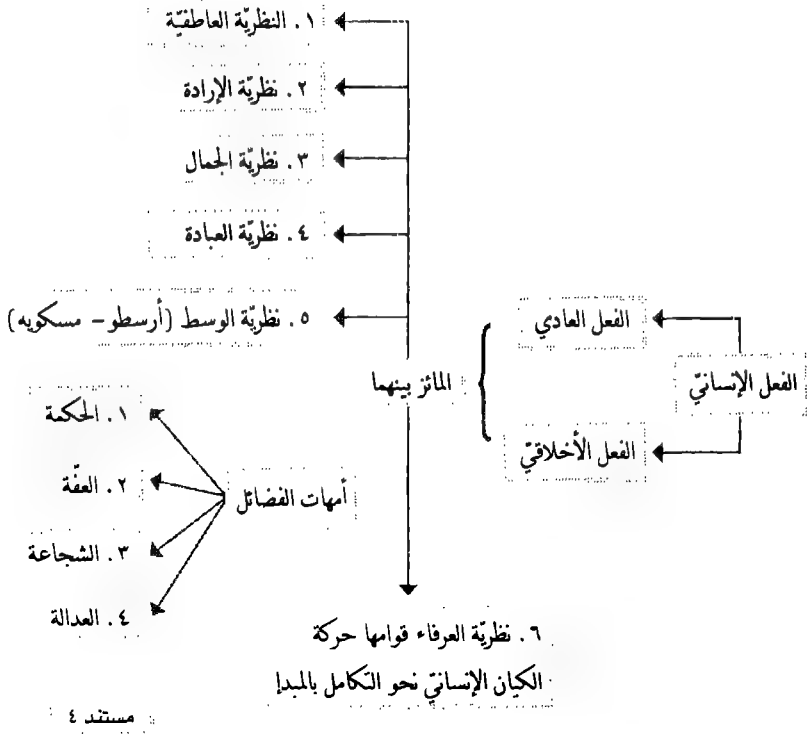 ١. النظريّة العاطفيّة
٢. نظريّة الإرادة
٣. نظريّة الجمال
٤. نظريّة العبادة
٥. نظريّة الوسط (أرسطو - مسكويه)
الفعل الإنسانيّ
الفعل العادي
الفعل الأخلاقيّ
المائز بينهما
أمهات الفضائل
١. الحكمة
٢. العفّة
٣. الشجاعة
٤. العدالة
٦. نظريّة العرفاء قوامها حركة
الكيان الإنسانيّ نحو التكامل بالمبدإ
مستند ٤